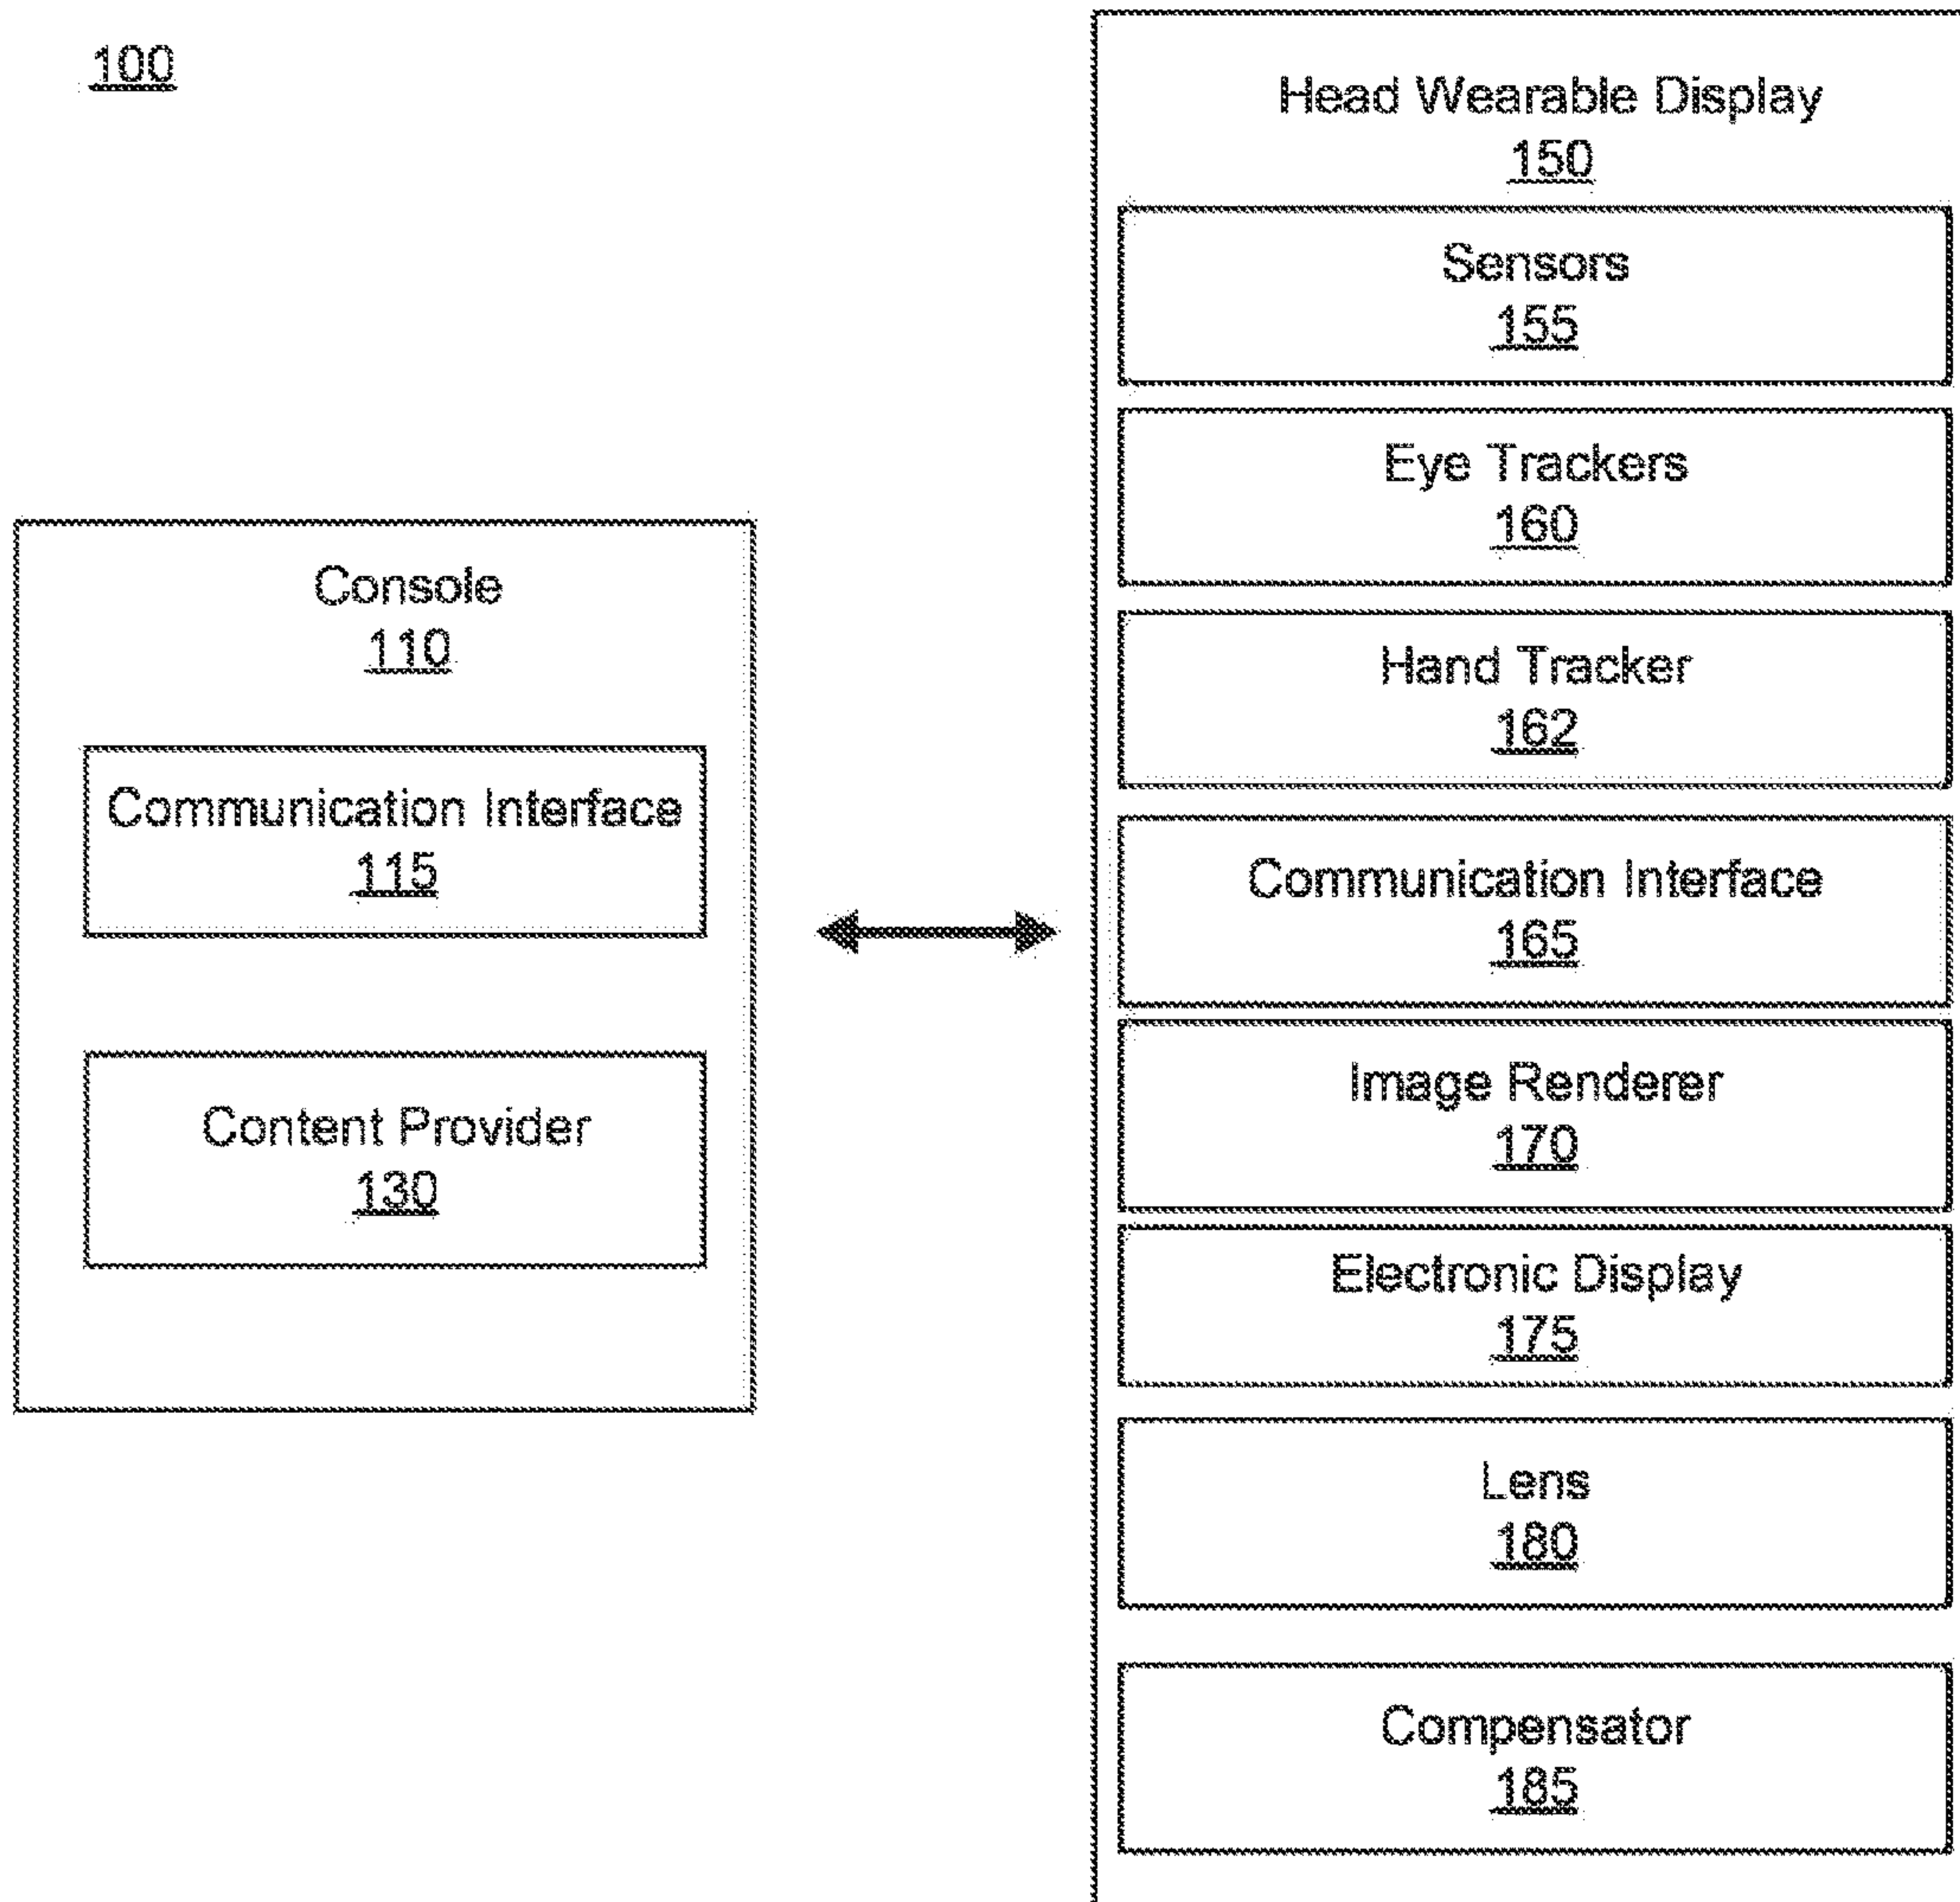 100
Console
110
Communication Interface
115
Content Provider
130
Head Wearable Display
150
Sensors
155
Eye Trackers
160
Hand Tracker
162
Communication Interface
165
Image Renderer
170
Electronic Display
175
Lens
180
Compensator
185